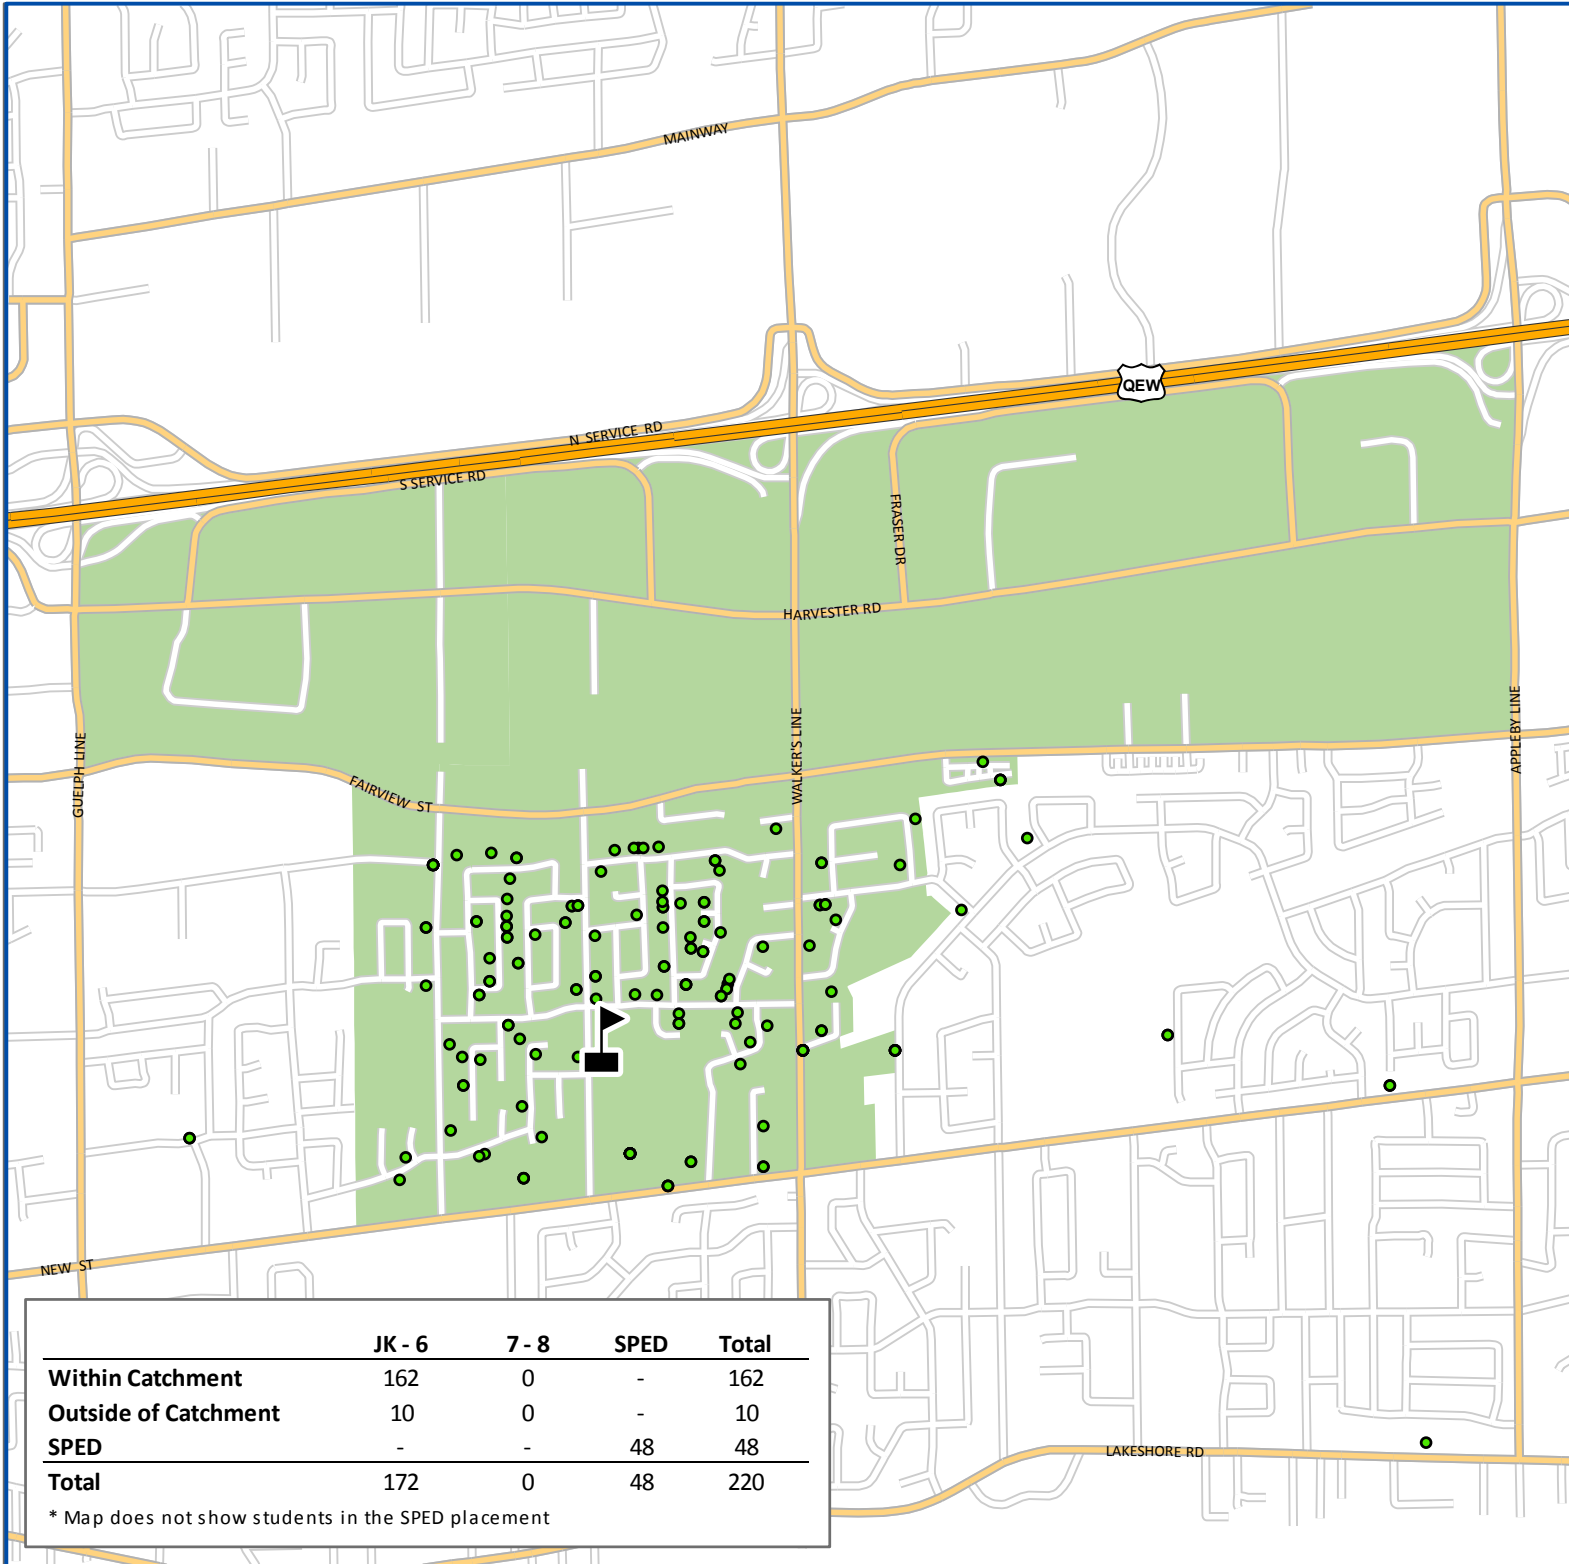 MAINWAY
QEW
N SERVICE RD
S SERVICE RD
FRASER DR
HARVESTER RD
GUELPH LINE
WALKER'S LINE
APPLEBY LINE
FAIRVIEW ST
NEW ST
LAKESHORE RD
JK - 6 7 - 8 SPED Total
Within Catchment 162 0 - 162
Outside of Catchment 10 0 - 10
SPED - - 48 48
Total 172 0 48 220
* Map does not show students in the SPED placement